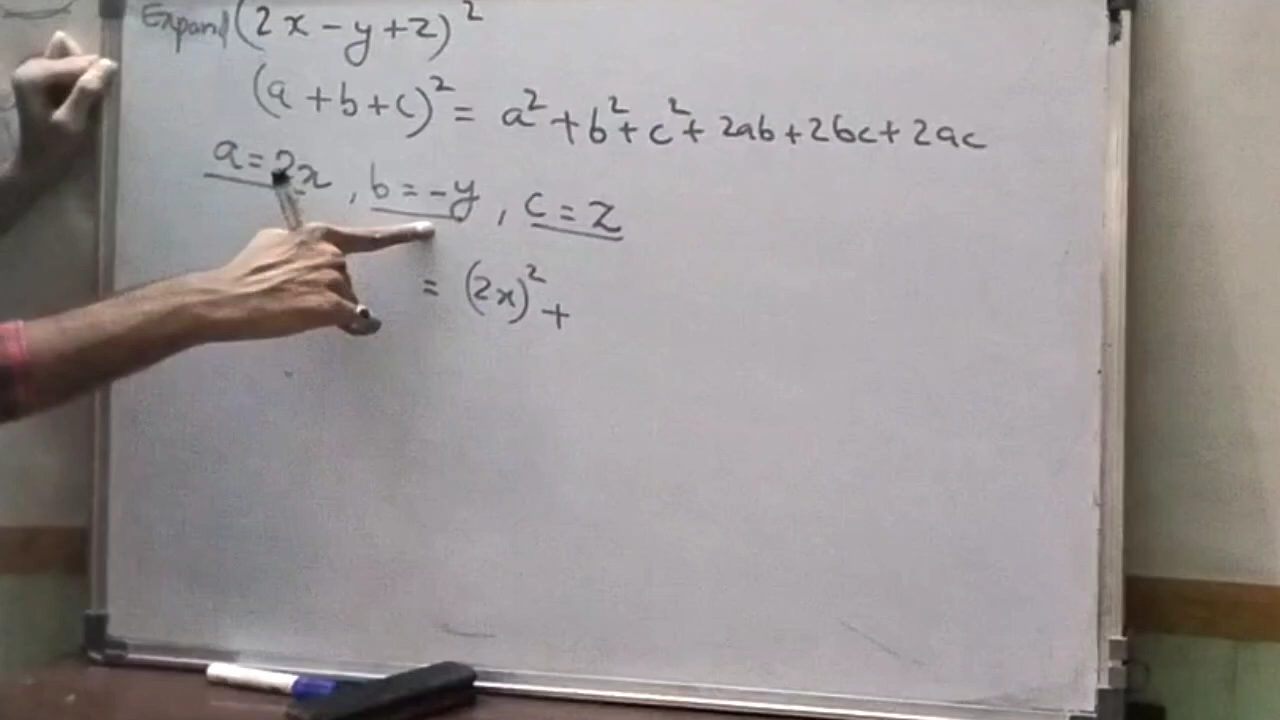 Expand (2x - y + z)²
(a + b + c)² = a² + b² + c² + 2ab + 2bc + 2ac
a = 2x , b = -y , c = z
= (2x)² +